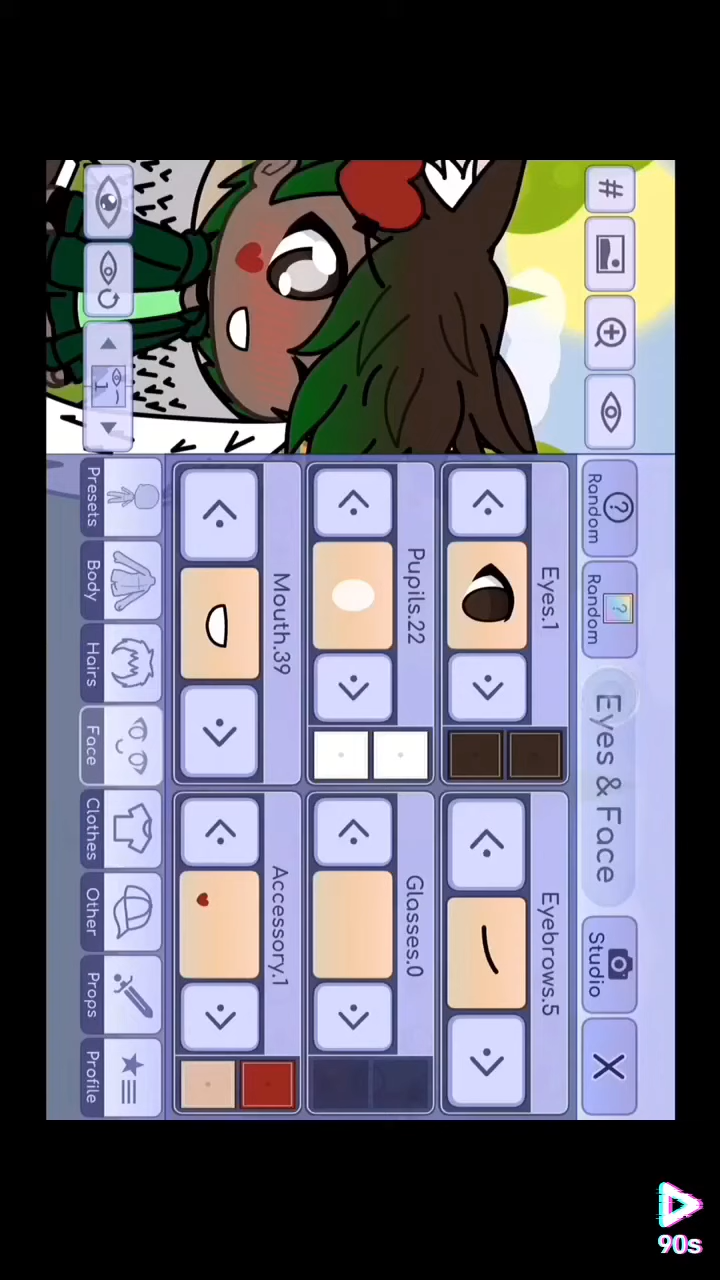 #
? Random
? Random
Eyes & Face
Studio
X
1
Eyes.1
Eyebrows.5
Pupils.22
Glasses.0
Mouth.39
Accessory.1
Presets
Body
Hairs
Face
Clothes
Other
Props
Profile
90s